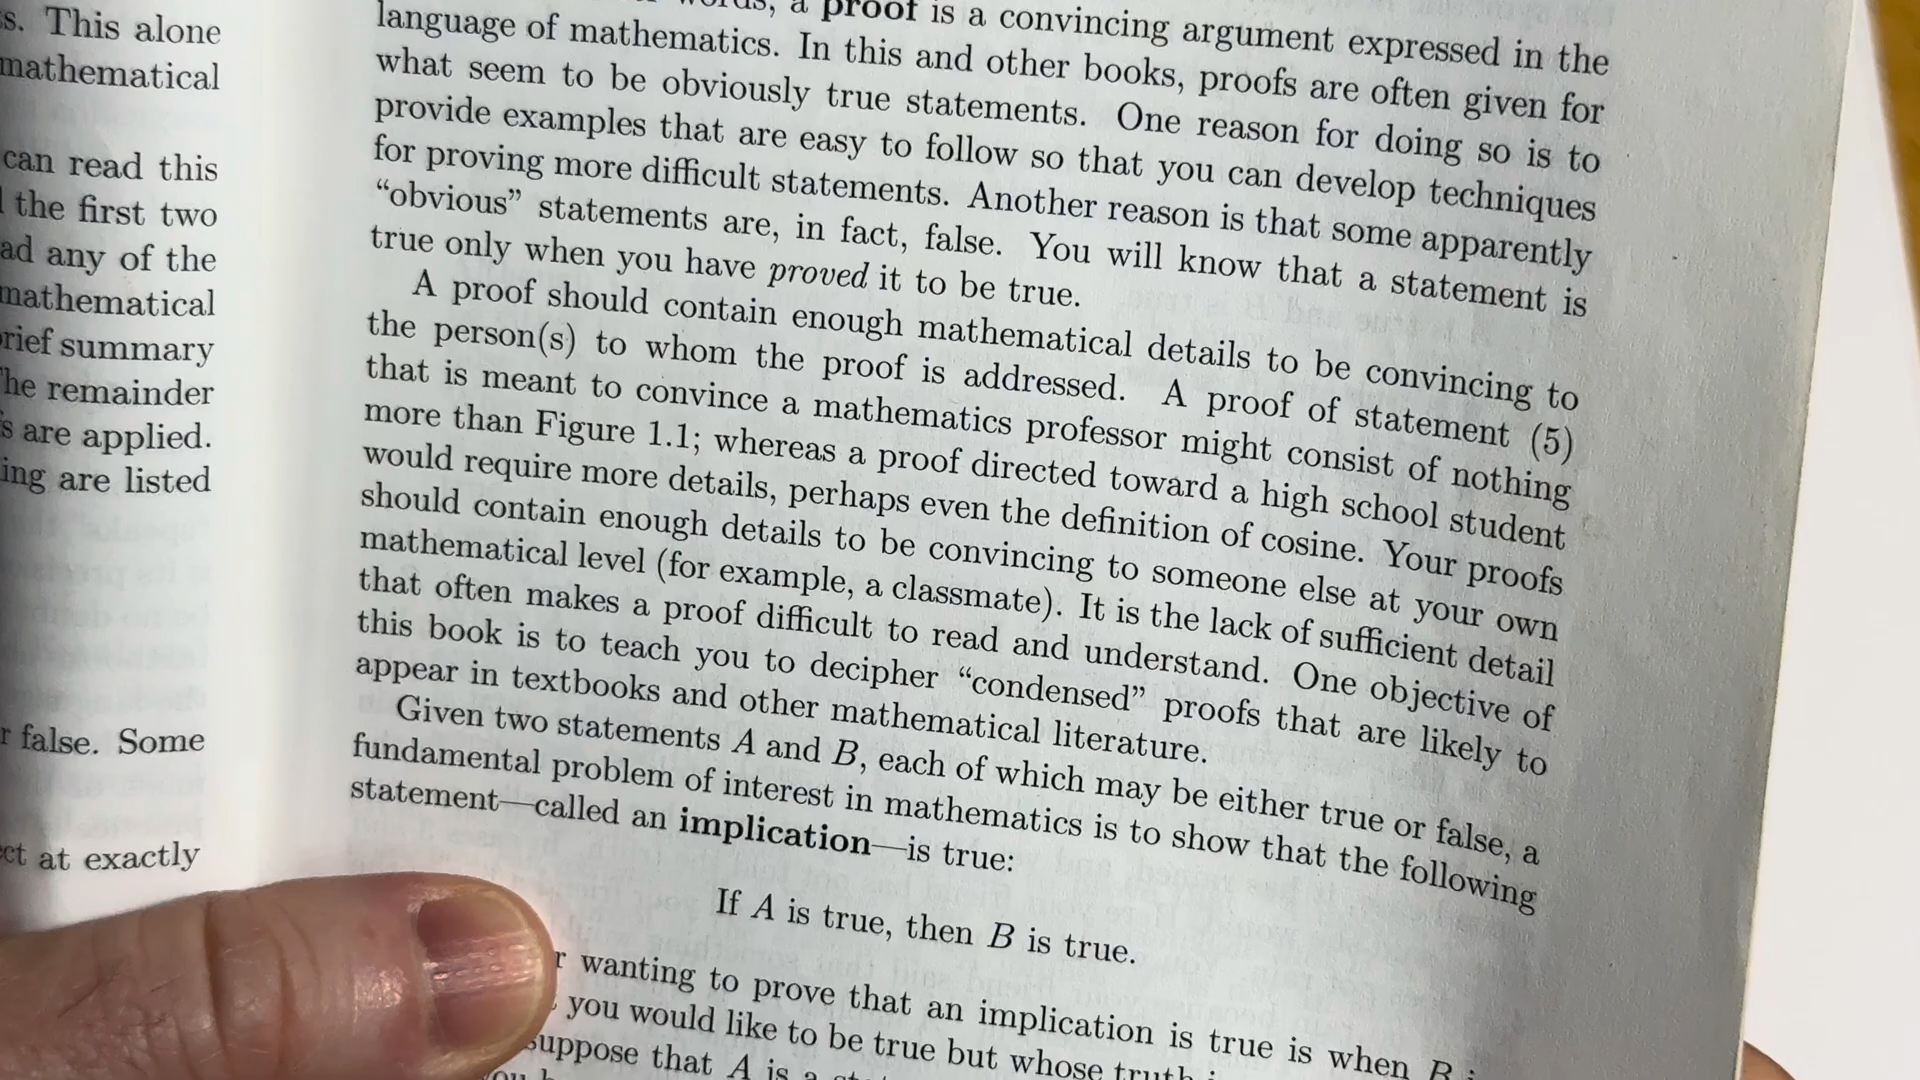 s. This alone
mathematical
can read this
the first two
ad any of the
mathematical
rief summary
he remainder
s are applied.
ing are listed
r false. Some
ct at exactly
words, a proof is a convincing argument expressed in the
language of mathematics. In this and other books, proofs are often given for
what seem to be obviously true statements. One reason for doing so is to
provide examples that are easy to follow so that you can develop techniques
for proving more difficult statements. Another reason is that some apparently
“obvious” statements are, in fact, false. You will know that a statement is
true only when you have proved it to be true.
A proof should contain enough mathematical details to be convincing to
the person(s) to whom the proof is addressed. A proof of statement (5)
that is meant to convince a mathematics professor might consist of nothing
more than Figure 1.1; whereas a proof directed toward a high school student
would require more details, perhaps even the definition of cosine. Your proofs
should contain enough details to be convincing to someone else at your own
mathematical level (for example, a classmate). It is the lack of sufficient detail
that often makes a proof difficult to read and understand. One objective of
this book is to teach you to decipher “condensed” proofs that are likely to
appear in textbooks and other mathematical literature.
Given two statements A and B, each of which may be either true or false, a
fundamental problem of interest in mathematics is to show that the following
statement—called an implication—is true:
If A is true, then B is true.
r wanting to prove that an implication is true is when B
you would like to be true but whose truth
suppose that A is a